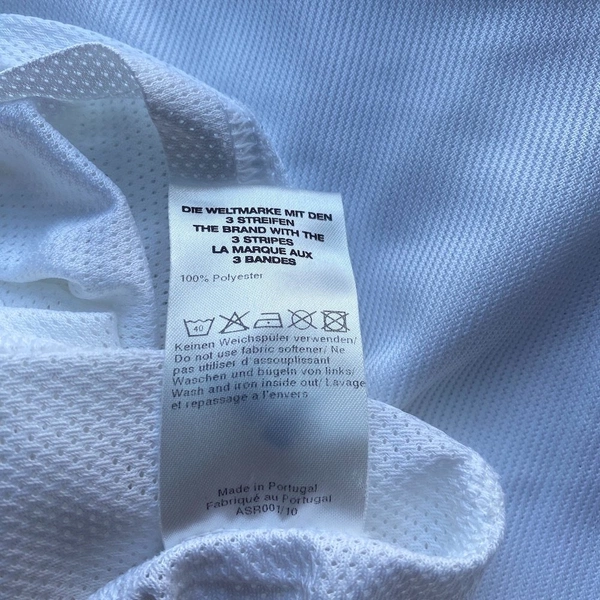 DIE WELTMARKE MIT DEN
3 STREIFEN
THE BRAND WITH THE
3 STRIPES
LA MARQUE AUX
3 BANDES
100% Polyester
40
Keinen Weichspüler verwenden/
Do not use fabric softener/ Ne
pas utiliser d'assouplissant
Waschen und bügeln von links/
Wash and iron inside out/ Lavage
et repassage a l'envers
Made in Portugal
Fabriqué au Portugal
ASR001/10